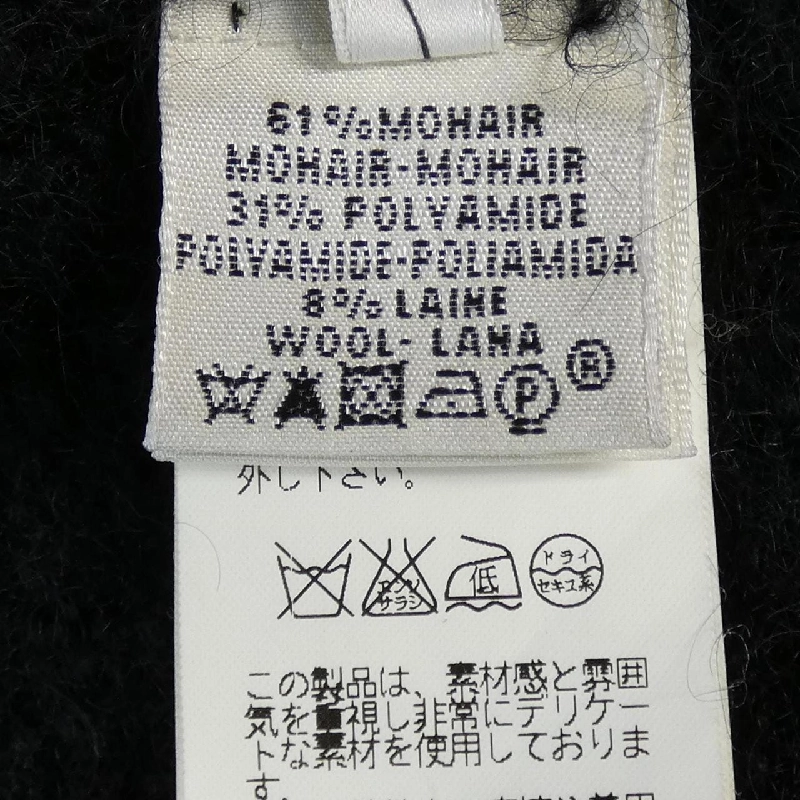 61%MOHAIR
MOHAIR-MOHAIR
31% POLYAMIDE
POLYAMIDE-POLIAMIDA
8% LAINE
WOOL- LANA
P ®
外し下さい。
エンソ サラシ 低 ドライ セキユ系
この製品は、素材感と雰囲
気を重視し非常にデリケー
トな素材を使用しておりま
す